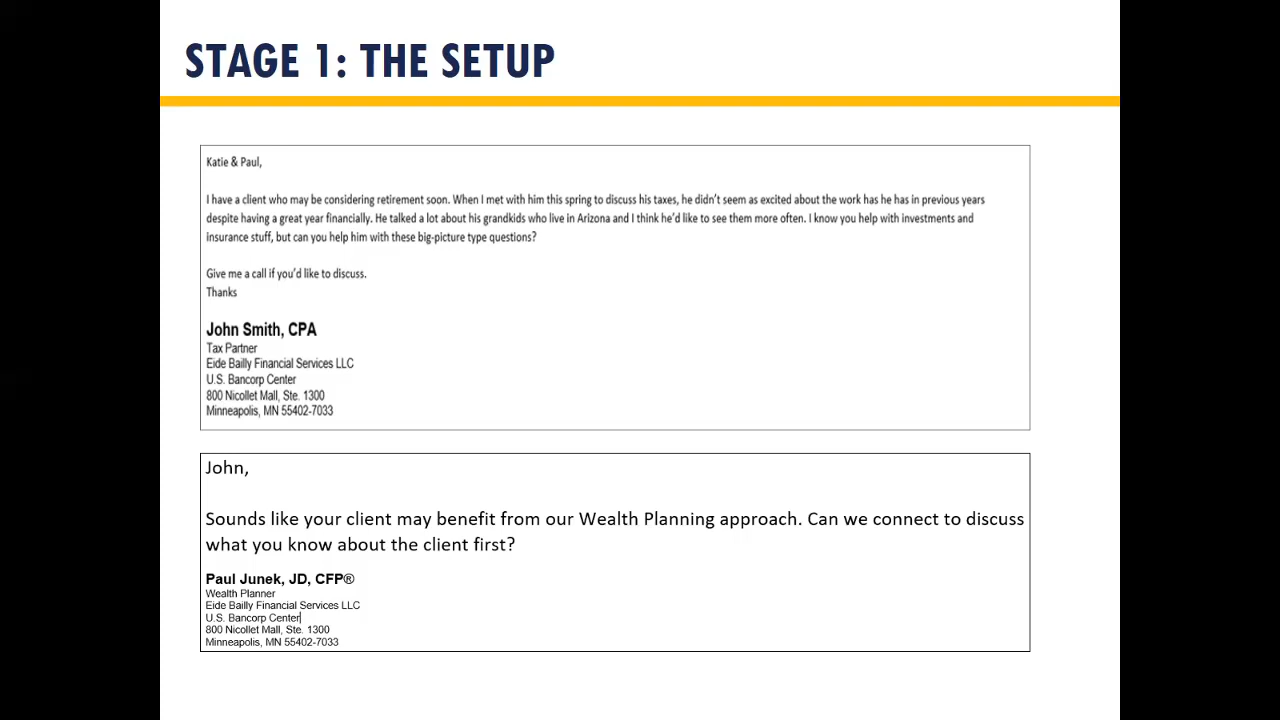 STAGE 1: THE SETUP
Katie & Paul,
I have a client who may be considering retirement soon. When I met with him this spring to discuss his taxes, he didn't seem as excited about the work has he has in previous years
despite having a great year financially. He talked a lot about his grandkids who live in Arizona and I think he'd like to see them more often. I know you help with investments and
insurance stuff, but can you help him with these big-picture type questions?
Give me a call if you'd like to discuss.
Thanks
John Smith, CPA
Tax Partner
Eide Bailly Financial Services LLC
U.S. Bancorp Center
800 Nicollet Mall, Ste. 1300
Minneapolis, MN 55402-7033
John,
Sounds like your client may benefit from our Wealth Planning approach. Can we connect to discuss
what you know about the client first?
Paul Junek, JD, CFP®
Wealth Planner
Eide Bailly Financial Services LLC
U.S. Bancorp Center
800 Nicollet Mall, Ste. 1300
Minneapolis, MN 55402-7033